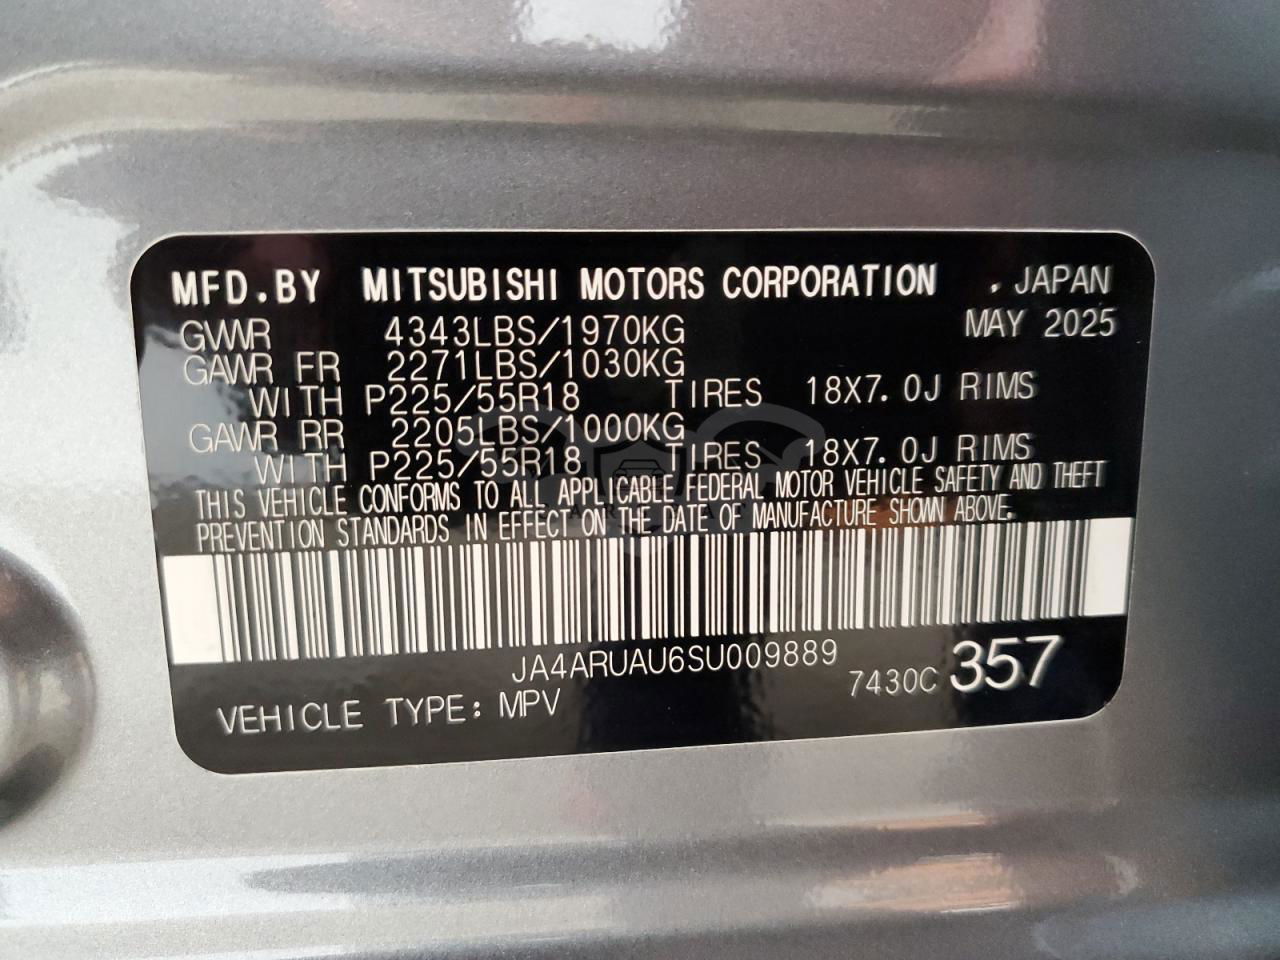 MFD.BY MITSUBISHI MOTORS CORPORATION . JAPAN
GVWR 4343LBS/1970KG MAY 2025
GAWR FR 2271LBS/1030KG
WITH P225/55R18 TIRES 18X7.0J RIMS
GAWR RR 2205LBS/1000KG
WITH P225/55R18 TIRES 18X7.0J RIMS
THIS VEHICLE CONFORMS TO ALL APPLICABLE FEDERAL MOTOR VEHICLE SAFETY AND THEFT
PREVENTION STANDARDS IN EFFECT ON THE DATE OF MANUFACTURE SHOWN ABOVE.
JA4ARUAU6SU009889
VEHICLE TYPE: MPV 7430C 357